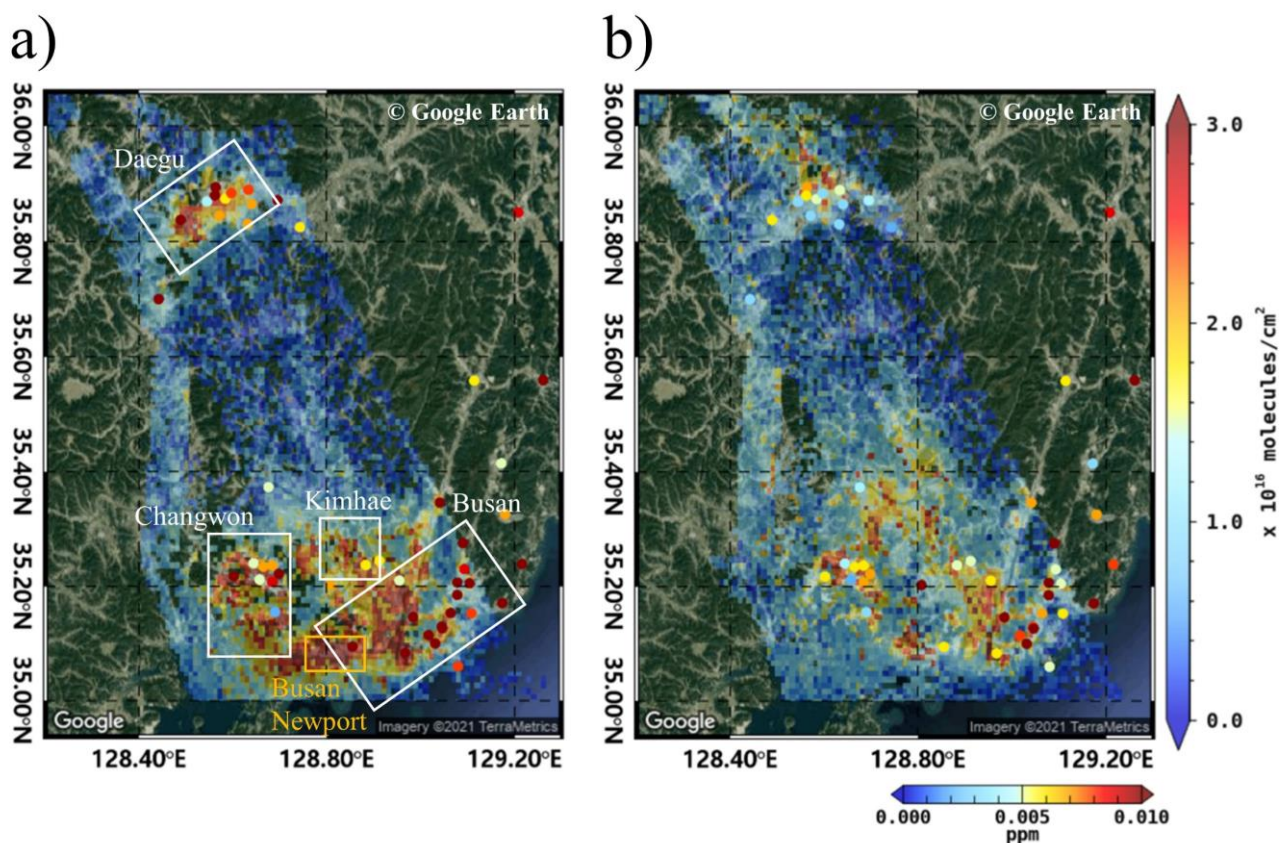 a)
b)
36.00°N
35.80°N
35.60°N
35.40°N
35.20°N
35.00°N
© Google Earth
Daegu
Changwon
Kimhae
Busan
Busan
Newport
Google
Imagery ©2021 TerraMetrics
128.40°E
128.80°E
129.20°E
36.00°N
35.80°N
35.60°N
35.40°N
35.20°N
35.00°N
© Google Earth
Google
Imagery ©2021 TerraMetrics
128.40°E
128.80°E
129.20°E
3.0
2.0
1.0
0.0
x 10¹⁶ molecules/cm²
0.000
0.005
0.010
ppm